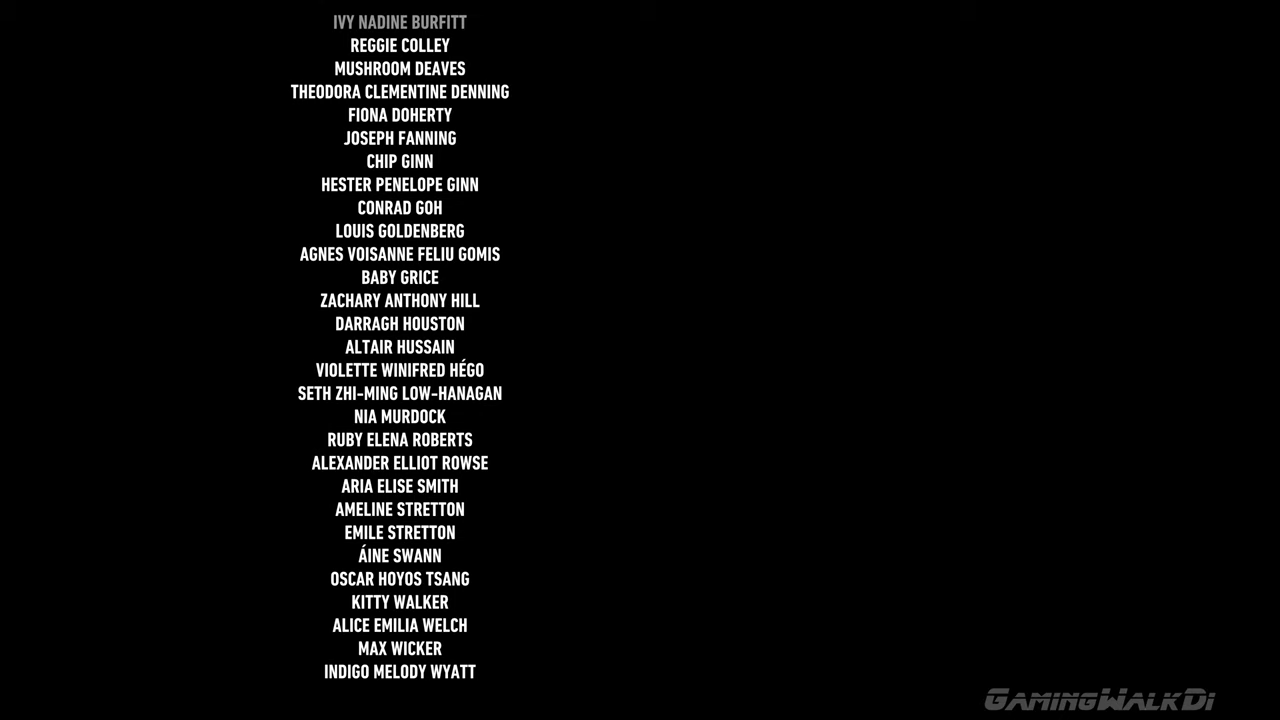 IVY NADINE BURFITT
REGGIE COLLEY
MUSHROOM DEAVES
THEODORA CLEMENTINE DENNING
FIONA DOHERTY
JOSEPH FANNING
CHIP GINN
HESTER PENELOPE GINN
CONRAD GOH
LOUIS GOLDENBERG
AGNES VOISANNE FELIU GOMIS
BABY GRICE
ZACHARY ANTHONY HILL
DARRAGH HOUSTON
ALTAIR HUSSAIN
VIOLETTE WINIFRED HÉGO
SETH ZHI-MING LOW-HANAGAN
NIA MURDOCK
RUBY ELENA ROBERTS
ALEXANDER ELLIOT ROWSE
ARIA ELISE SMITH
AMELINE STRETTON
EMILE STRETTON
ÁINE SWANN
OSCAR HOYOS TSANG
KITTY WALKER
ALICE EMILIA WELCH
MAX WICKER
INDIGO MELODY WYATT
GAMINGWALKDI